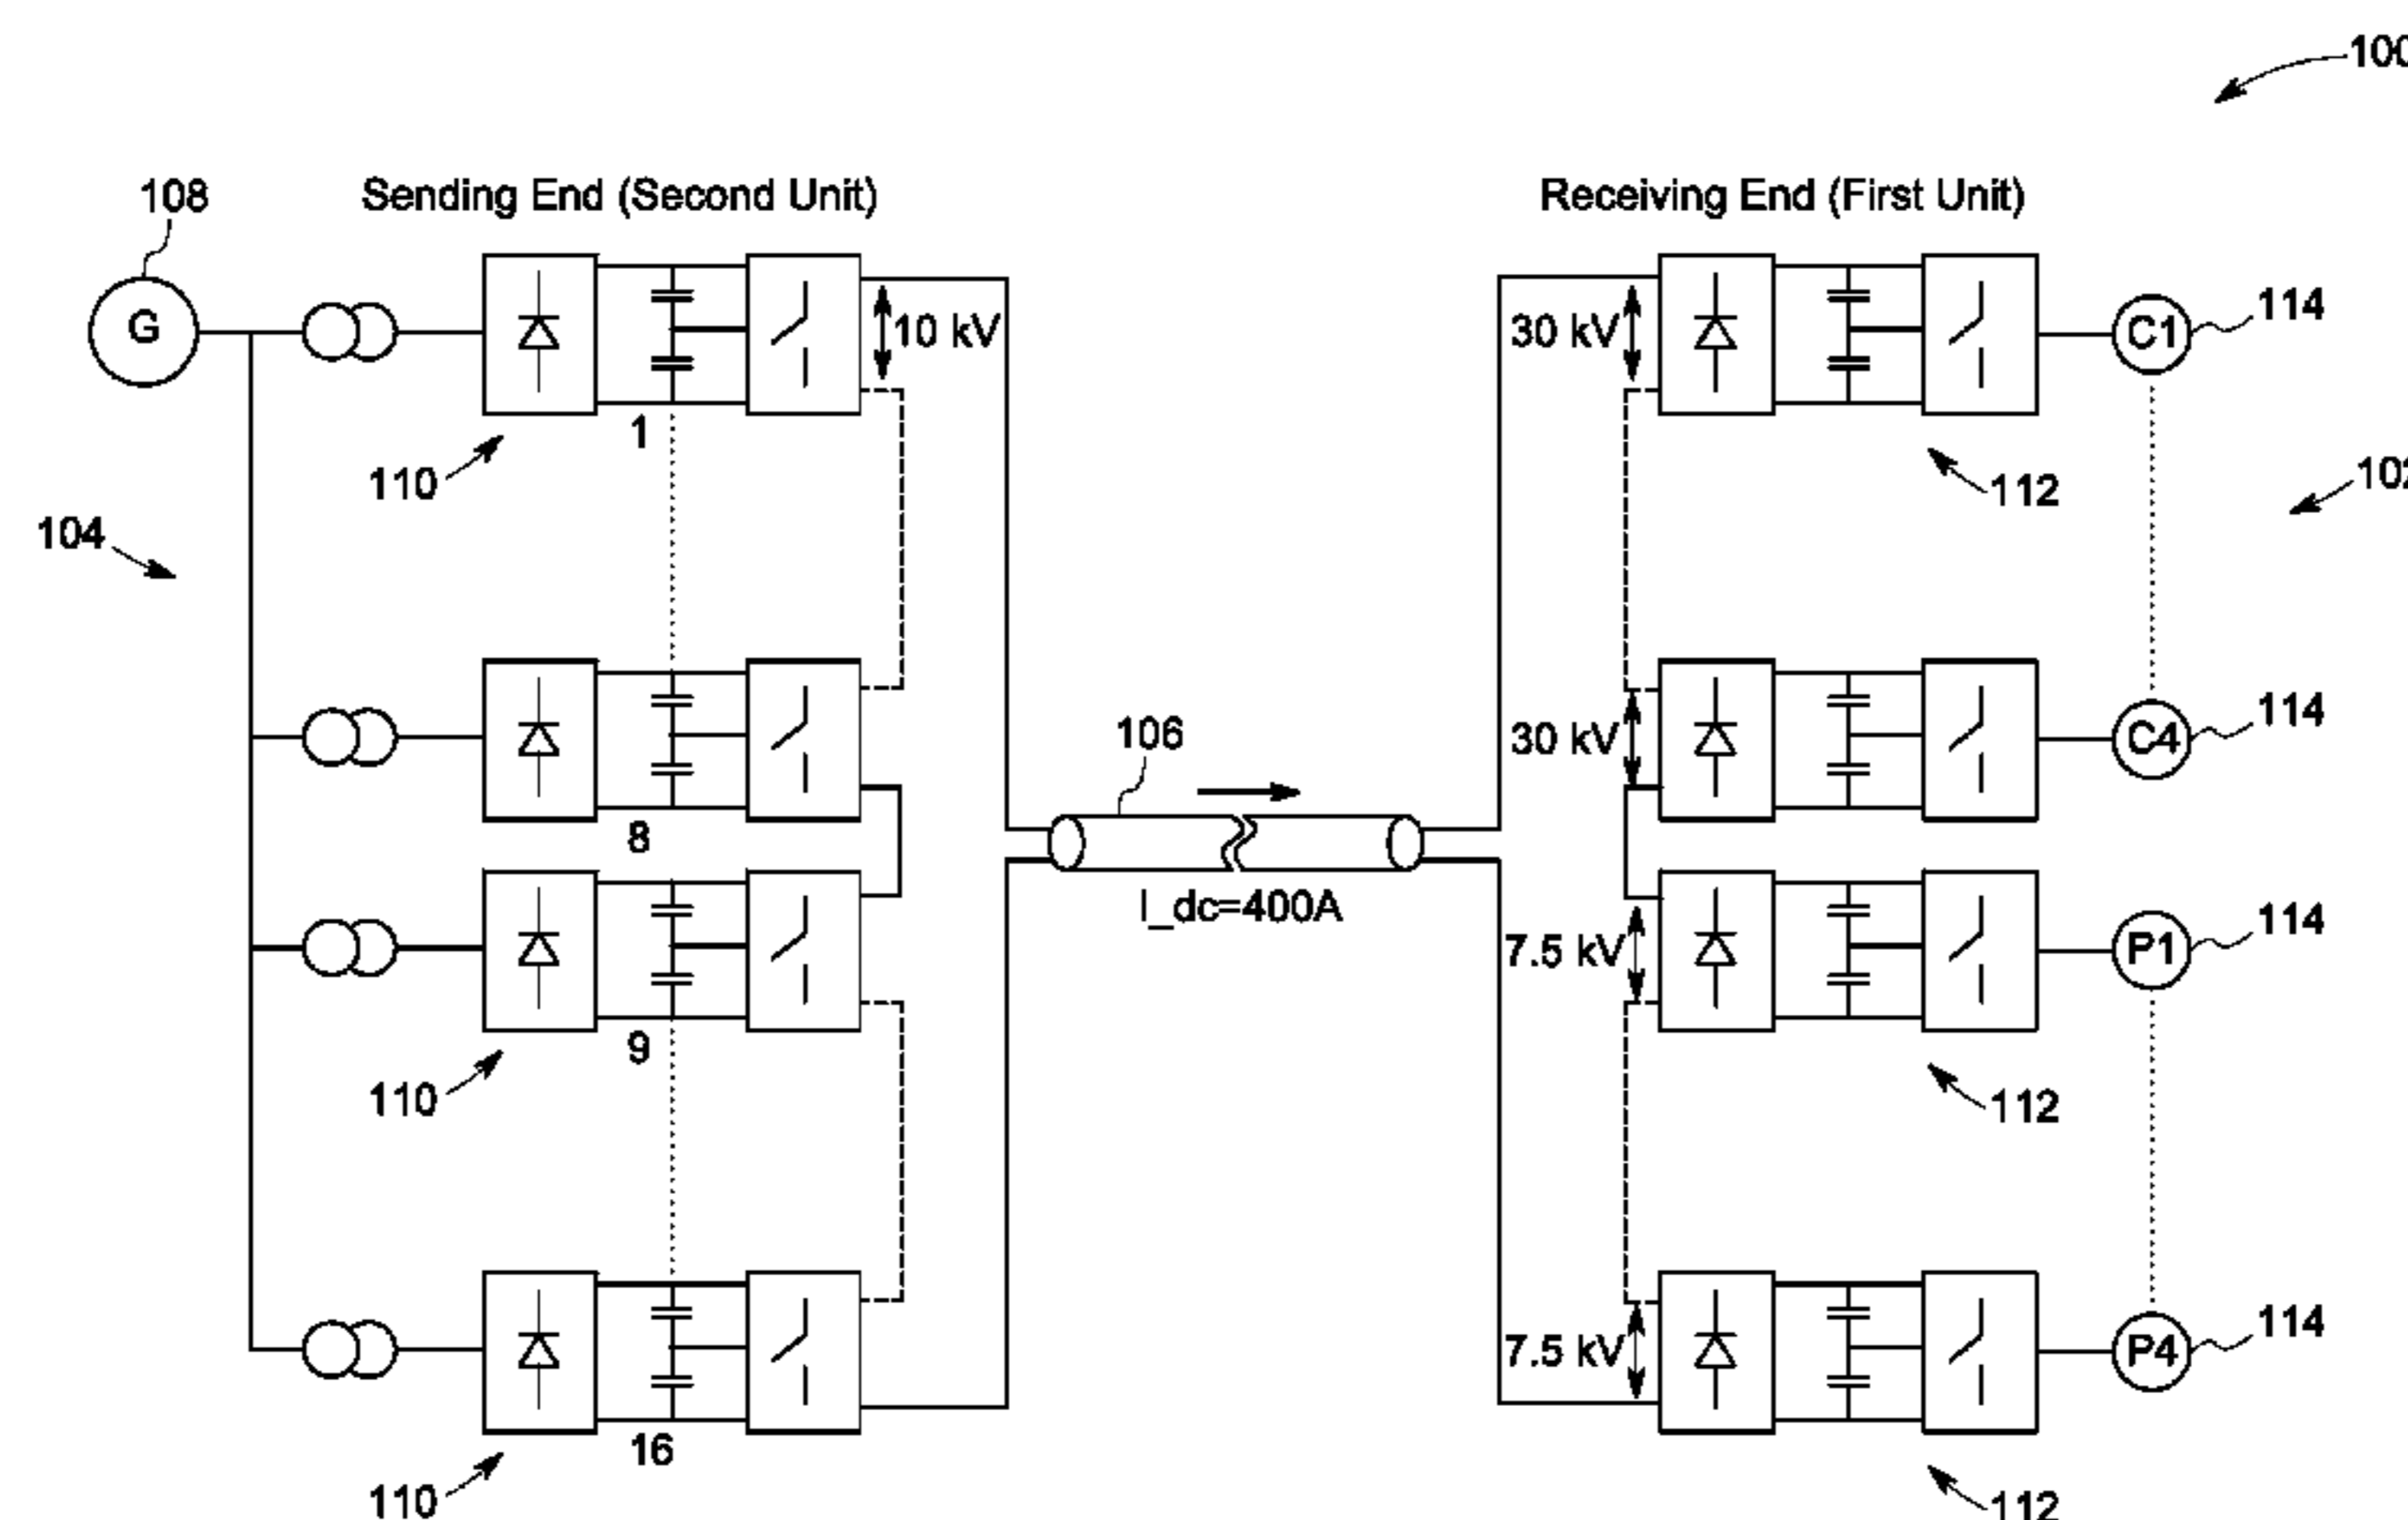 100
108
Sending End (Second Unit)
Receiving End (First Unit)
G
10 kV
30 kV
C1
114
1
110
112
104
106
30 kV
C4
114
8
I_dc=400A
7.5 kV
P1
114
9
110
112
7.5 kV
P4
114
16
110
112